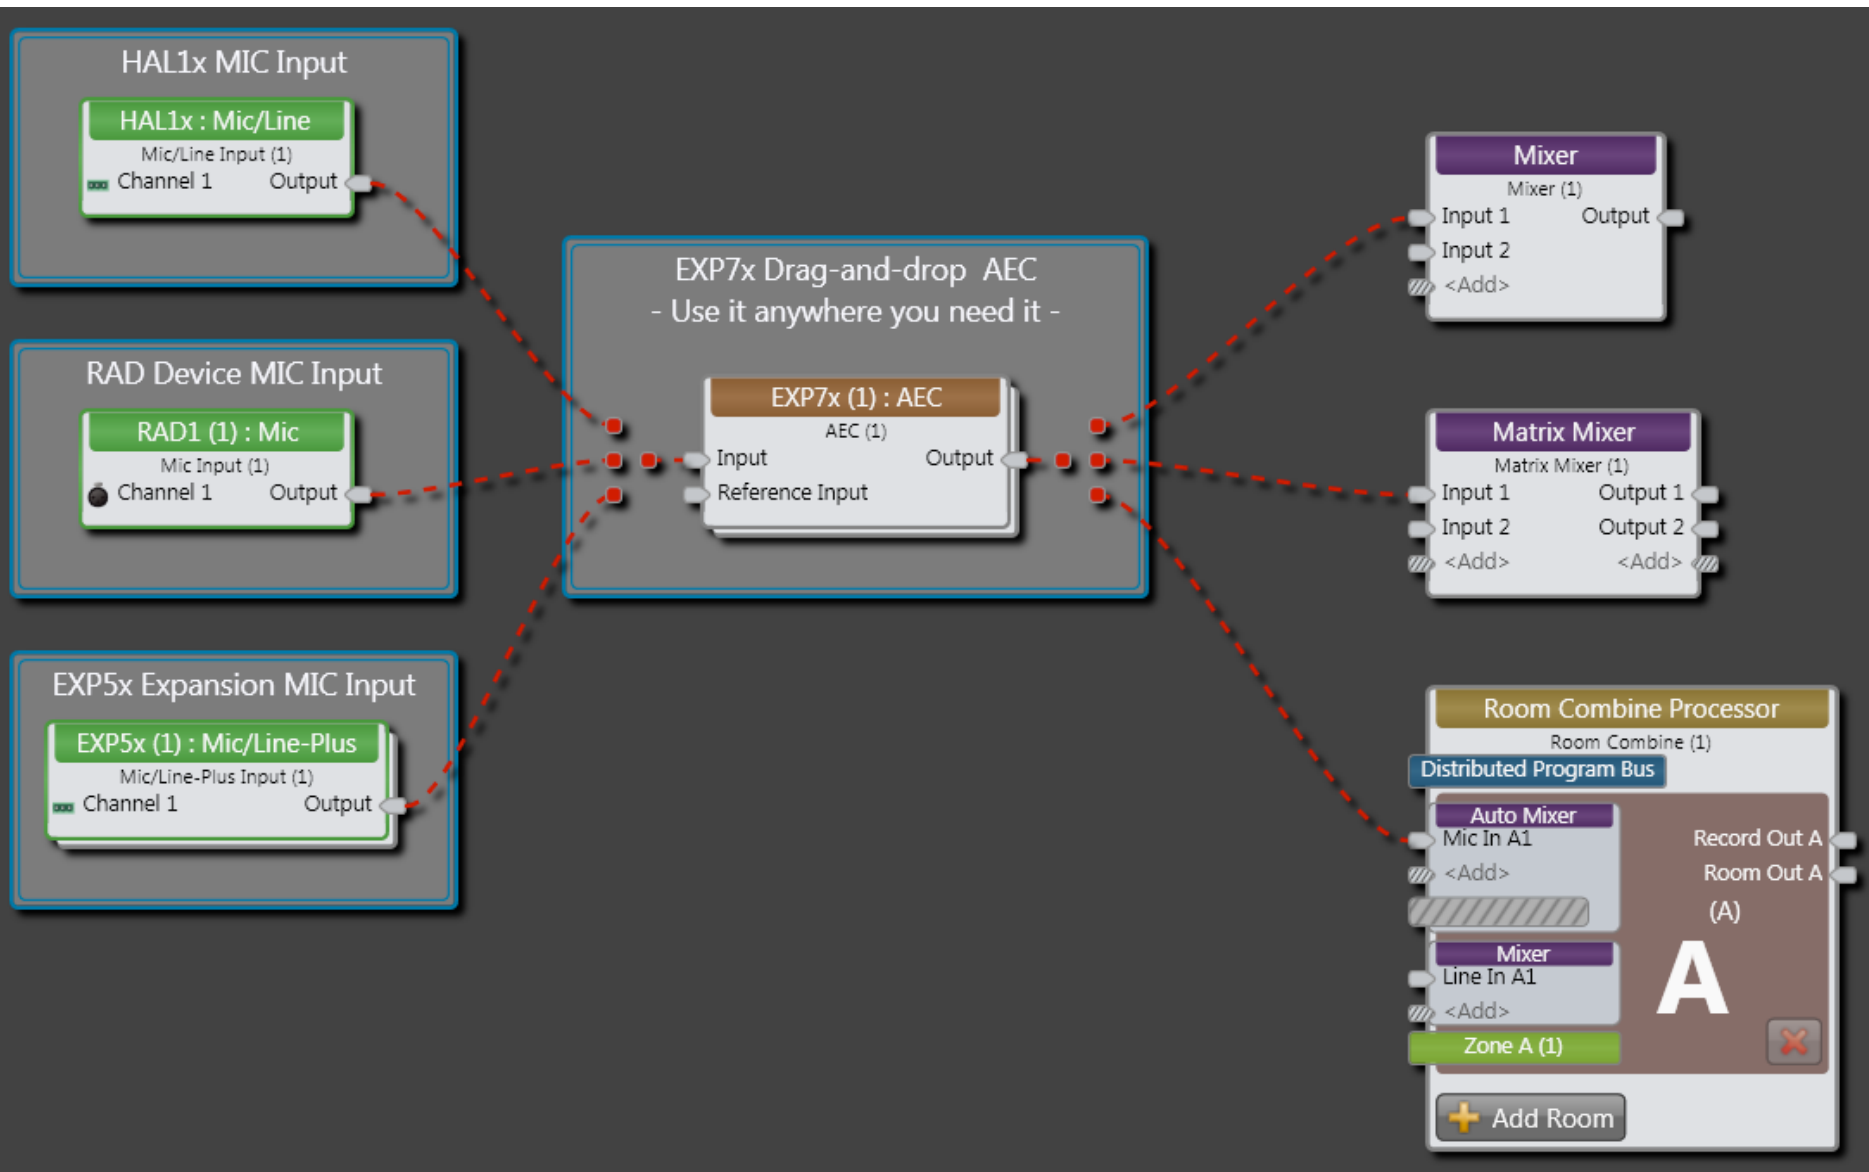 HAL1x MIC Input
HAL1x : Mic/Line
Mic/Line Input (1)
Channel 1 Output
RAD Device MIC Input
RAD1 (1) : Mic
Mic Input (1)
Channel 1 Output
EXP5x Expansion MIC Input
EXP5x (1) : Mic/Line-Plus
Mic/Line-Plus Input (1)
Channel 1 Output
EXP7x Drag-and-drop AEC
- Use it anywhere you need it -
EXP7x (1) : AEC
AEC (1)
Input Output
Reference Input
Mixer
Mixer (1)
Input 1 Output
Input 2
<Add>
Matrix Mixer
Matrix Mixer (1)
Input 1 Output 1
Input 2 Output 2
<Add> <Add>
Room Combine Processor
Room Combine (1)
Distributed Program Bus
Auto Mixer
Mic In A1 Record Out A
<Add> Room Out A
(A)
Mixer
Line In A1
A
<Add>
Zone A (1)
Add Room